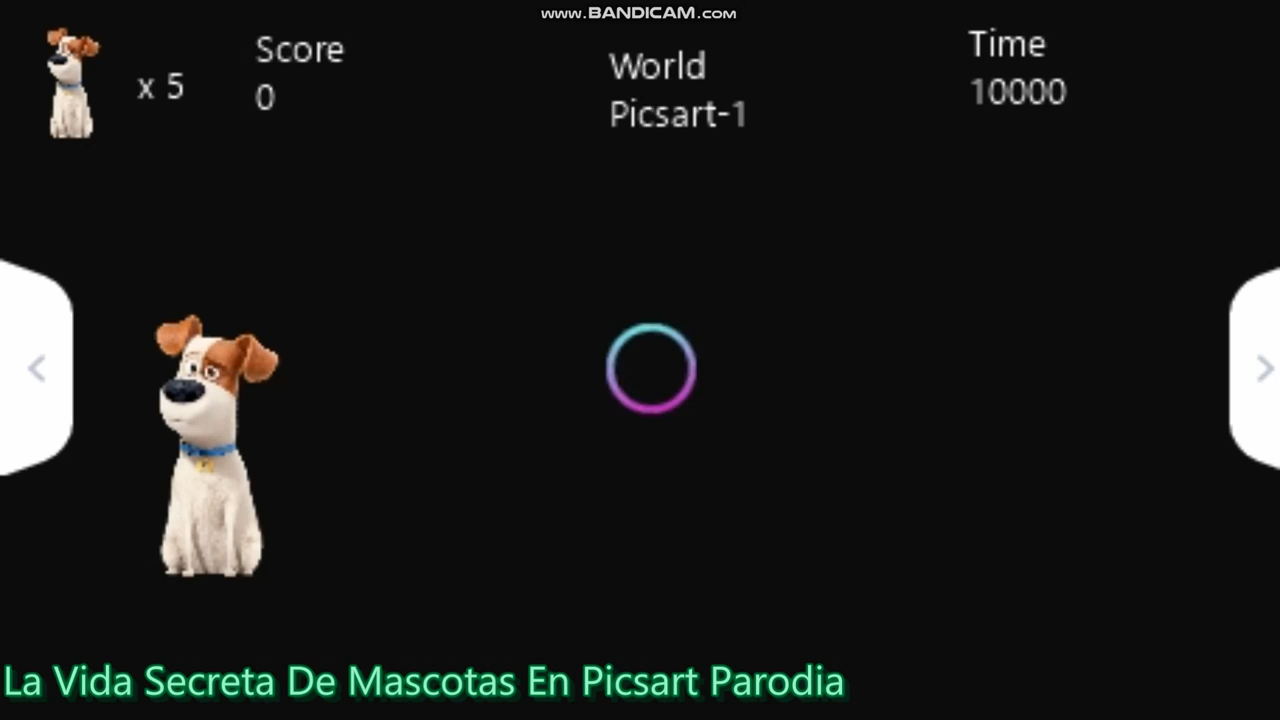 www.BANDICAM.com
Score
0
x 5
World
Picsart-1
Time
10000
La Vida Secreta De Mascotas En Picsart Parodia